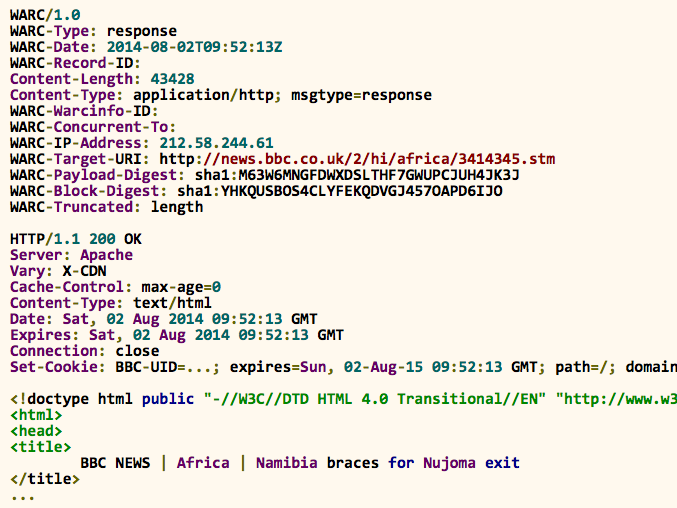 WARC/1.0
WARC-Type: response
WARC-Date: 2014-08-02T09:52:13Z
WARC-Record-ID:
Content-Length: 43428
Content-Type: application/http; msgtype=response
WARC-Warcinfo-ID:
WARC-Concurrent-To:
WARC-IP-Address: 212.58.244.61
WARC-Target-URI: http://news.bbc.co.uk/2/hi/africa/3414345.stm
WARC-Payload-Digest: sha1:M63W6MNGFDWXDSLTHF7GWUPCJUH4JK3J
WARC-Block-Digest: sha1:YHKQUSBOS4CLYFEKQDVGJ457OAPD6IJO
WARC-Truncated: length
HTTP/1.1 200 OK
Server: Apache
Vary: X-CDN
Cache-Control: max-age=0
Content-Type: text/html
Date: Sat, 02 Aug 2014 09:52:13 GMT
Expires: Sat, 02 Aug 2014 09:52:13 GMT
Connection: close
Set-Cookie: BBC-UID=...; expires=Sun, 02-Aug-15 09:52:13 GMT; path=/; domain
<!doctype html public "-//W3C//DTD HTML 4.0 Transitional//EN" "http://www.w3
<html>
<head>
<title>
BBC NEWS | Africa | Namibia braces for Nujoma exit
</title>
...